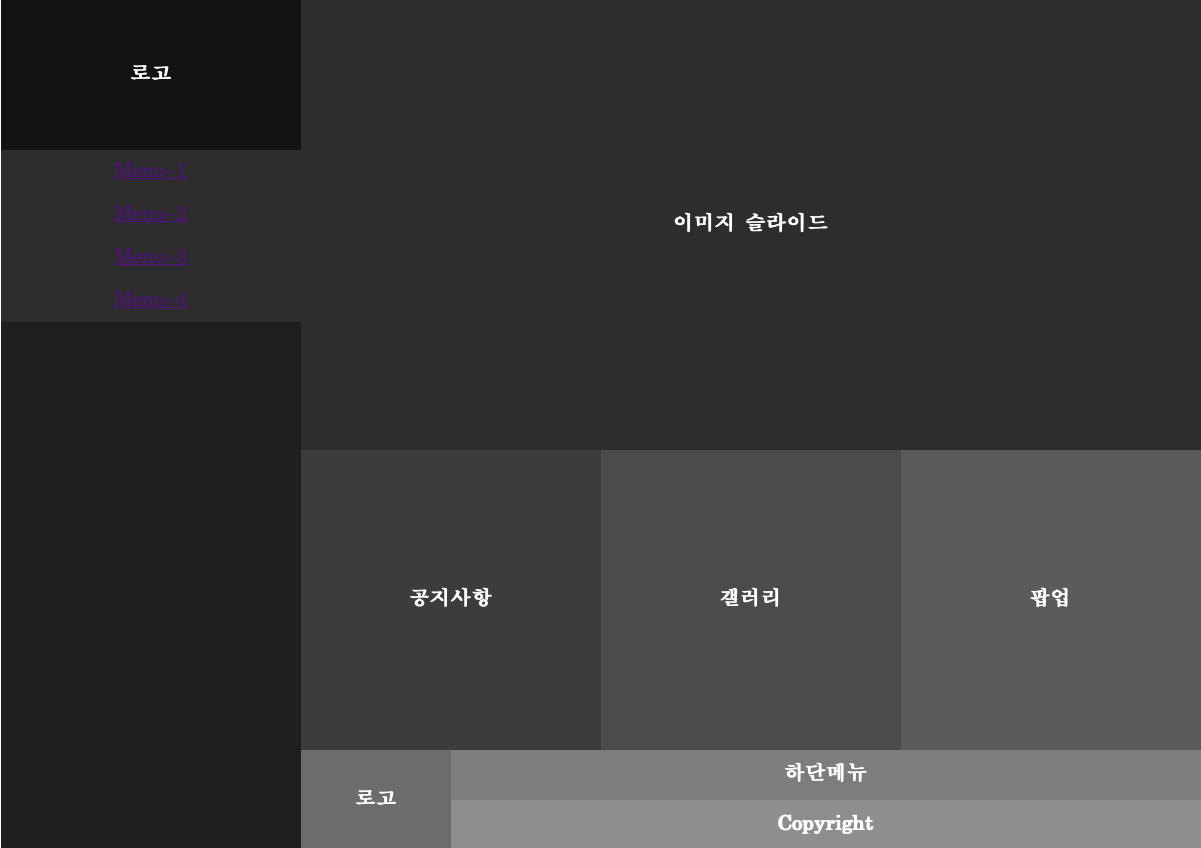 로고
Menu-1
Menu-2
Menu-3
Menu-4
이미지 슬라이드
공지사항
갤러리
팝업
로고
하단메뉴
Copyright